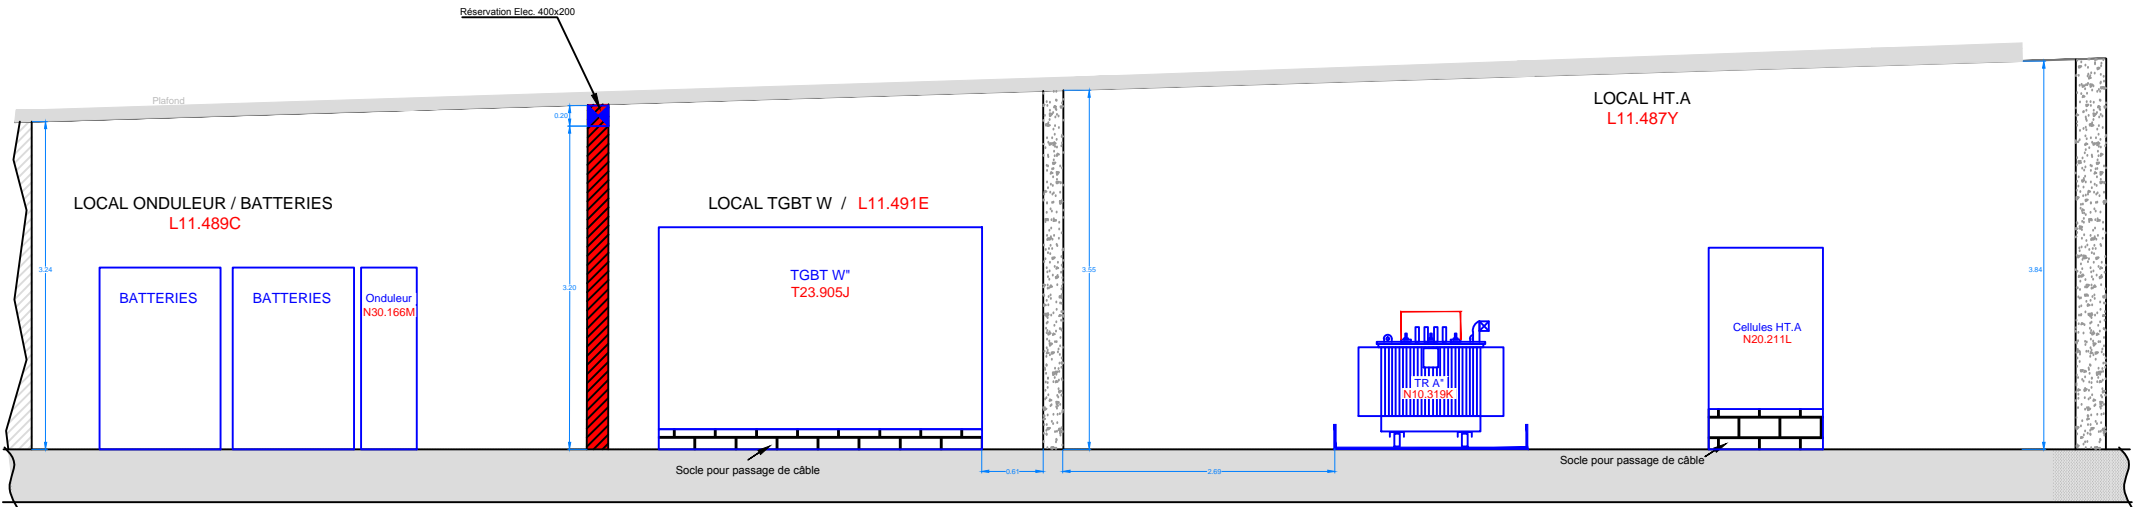 Réservation Elec. 400x200
Plafond
0.20
LOCAL HT.A
L11.487Y
LOCAL ONDULEUR / BATTERIES
L11.489C
LOCAL TGBT W / L11.491E
3.24
3.20
3.55
3.84
TGBT W"
T23.905J
BATTERIES
BATTERIES
Onduleur
N30.166M
Cellules HT.A
N20.211L
TR A"
N10.319K
Socle pour passage de câble
0.61
2.69
Socle pour passage de câble